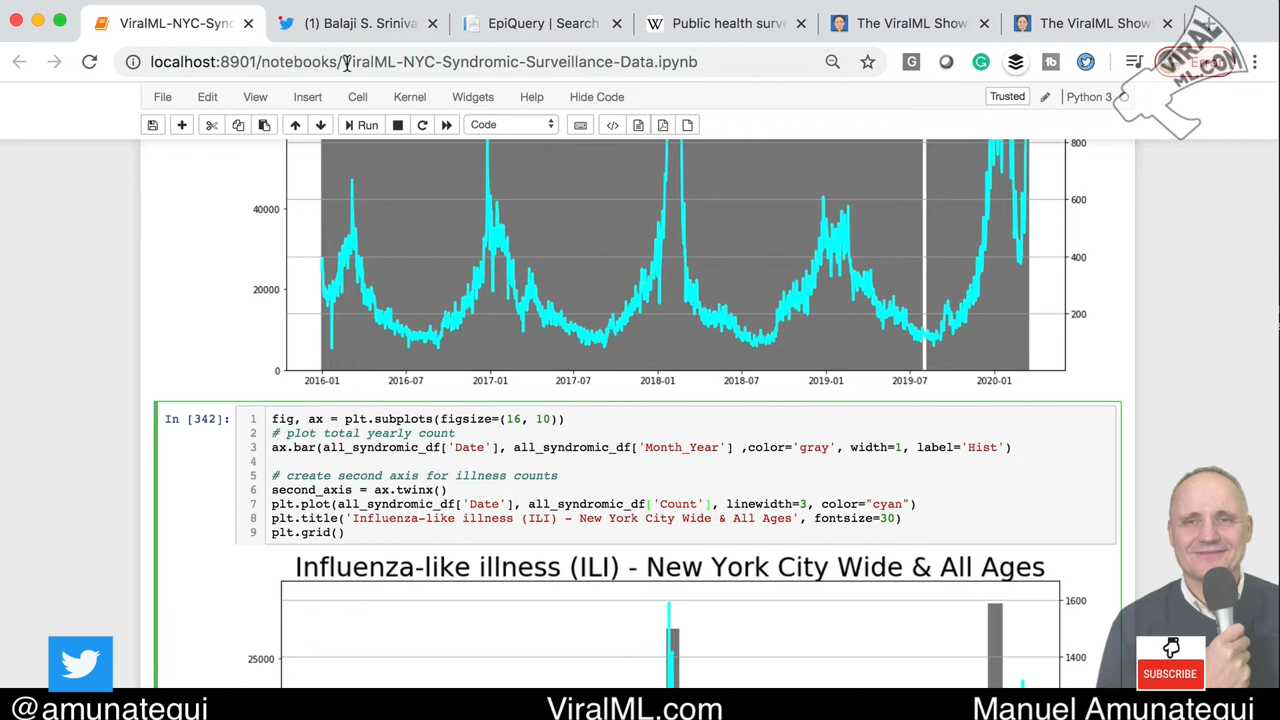 ViralML-NYC-Sync
(1) Balaji S. Sriniva
EpiQuery | Search
Public health surve
The ViralML Show
The ViralML Show
localhost:8901/notebooks/ViralML-NYC-Syndromic-Surveillance-Data.ipynb
Error
VIRAL
ML.COM
File
Edit
View
Insert
Cell
Kernel
Widgets
Help
Hide Code
Trusted
Python 3
Run
Code
800
40000
600
400
20000
200
0
2016-01
2016-07
2017-01
2017-07
2018-01
2018-07
2019-01
2019-07
2020-01
In [342]:
1 fig, ax = plt.subplots(figsize=(16, 10))
2 # plot total yearly count
3 ax.bar(all_syndromic_df['Date'], all_syndromic_df['Month_Year'] ,color='gray', width=1, label='Hist')
4
5 # create second axis for illness counts
6 second_axis = ax.twinx()
7 plt.plot(all_syndromic_df['Date'], all_syndromic_df['Count'], linewidth=3, color="cyan")
8 plt.title('Influenza-like illness (ILI) - New York City Wide & All Ages', fontsize=30)
9 plt.grid()
Influenza-like illness (ILI) - New York City Wide & All Ages
1600
25000
1400
SUBSCRIBE
@amunategui
ViralML.com
Manuel Amunategui